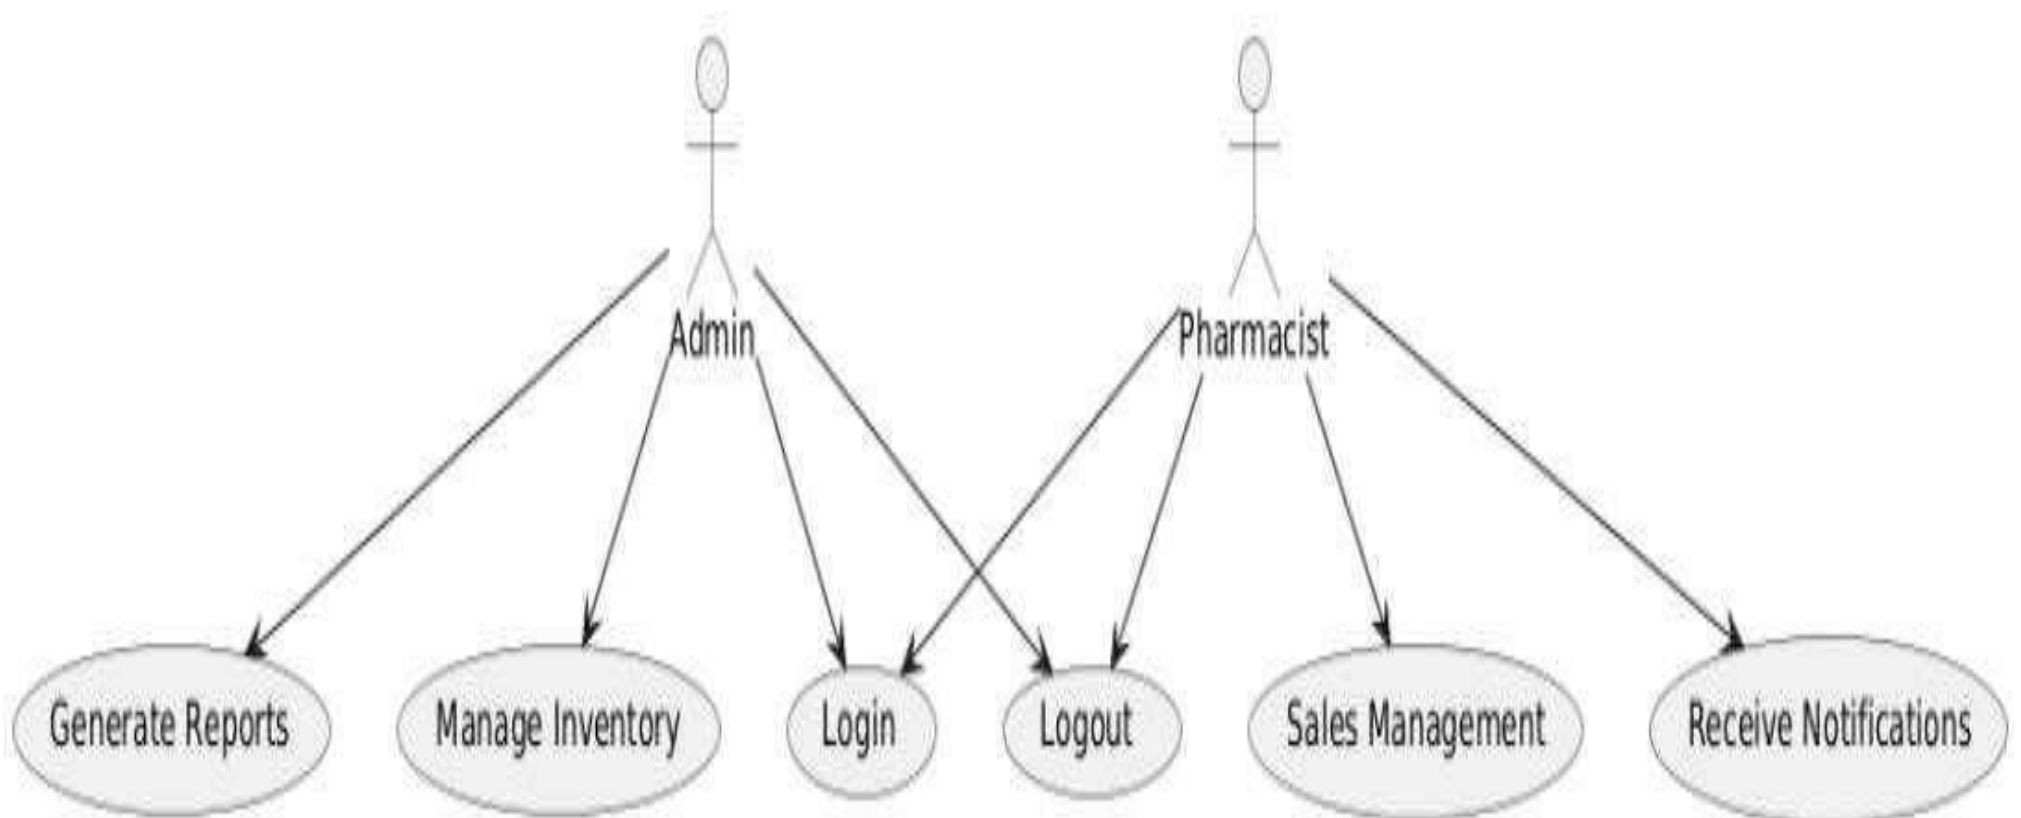 Admin
Pharmacist
Generate Reports
Manage Inventory
Login
Logout
Sales Management
Receive Notifications